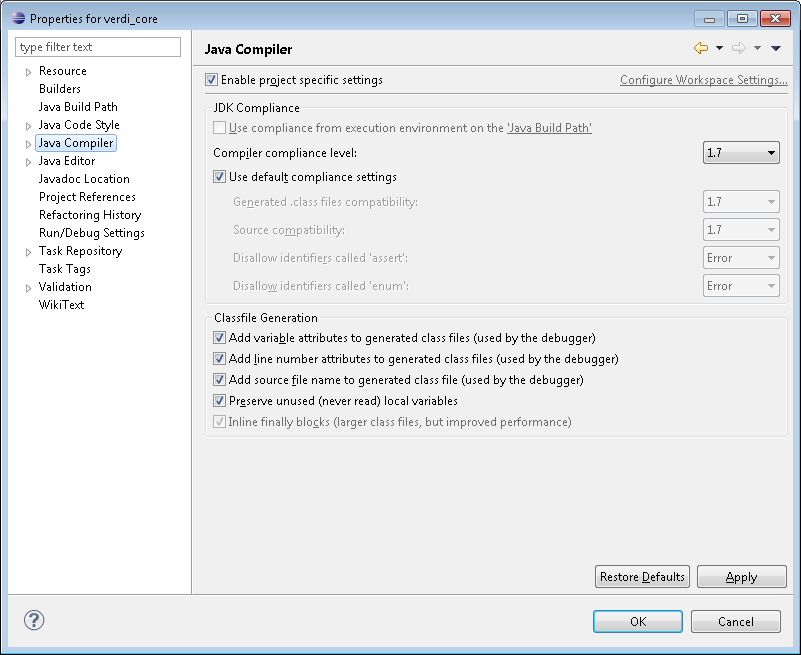 Properties for verdi_core
type filter text
Resource
Builders
Java Build Path
Java Code Style
Java Compiler
Java Editor
Javadoc Location
Project References
Refactoring History
Run/Debug Settings
Task Repository
Task Tags
Validation
WikiText
Java Compiler
Enable project specific settings
Configure Workspace Settings...
JDK Compliance
Use compliance from execution environment on the 'Java Build Path'
Compiler compliance level: 1.7
Use default compliance settings
Generated .class files compatibility: 1.7
Source compatibility: 1.7
Disallow identifiers called 'assert': Error
Disallow identifiers called 'enum': Error
Classfile Generation
Add variable attributes to generated class files (used by the debugger)
Add line number attributes to generated class files (used by the debugger)
Add source file name to generated class file (used by the debugger)
Preserve unused (never read) local variables
Inline finally blocks (larger class files, but improved performance)
Restore Defaults Apply
? OK Cancel